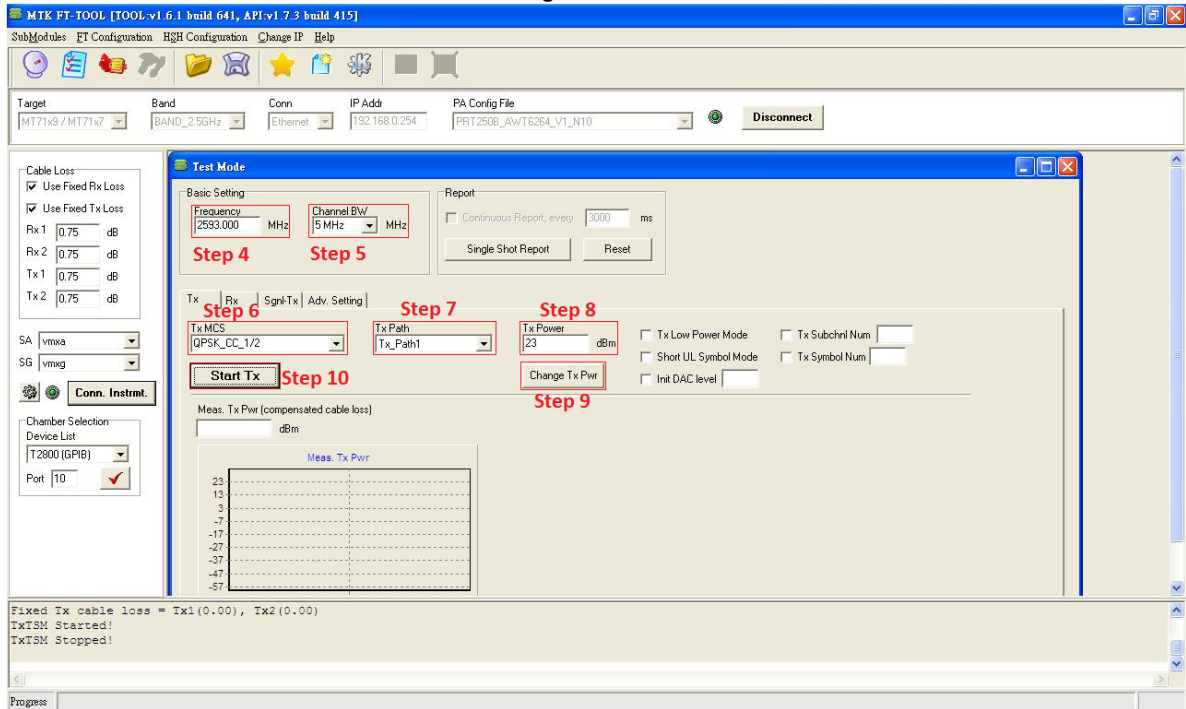 MTK FT-TOOL [TOOL:v1.6.1 build 641, API:v1.7.3 build 415]
SubModules FT Configuration HSH Configuration Change IP Help
Target Band Conn IP Addr PA Config File
MT71x9 / MT71x7 BAND_2.5GHz Ethernet 192.168.0.254 PRT2508_AWT6264_V1_N10 Disconnect
Cable Loss
Use Fixed Rx Loss
Use Fixed Tx Loss
Rx 1 0.75 dB
Rx 2 0.75 dB
Tx 1 0.75 dB
Tx 2 0.75 dB
SA vmxa
SG vmxg
Conn. Instrmt.
Chamber Selection
Device List
T2800 (GPIB)
Port 10
Test Mode
Basic Setting
Frequency Channel BW
2593.000 MHz 5 MHz MHz
Step 4 Step 5
Report
Continuous Report, every 3000 ms
Single Shot Report Reset
Tx Rx Sgnl-Tx Adv. Setting
Step 6 Step 7 Step 8
Tx MCS Tx Path Tx Power
QPSK_CC_1/2 Tx_Path1 23 dBm
Tx Low Power Mode Tx Subchnl Num
Short UL Symbol Mode Tx Symbol Num
Start Tx Step 10 Change Tx Pwr Init DAC level
Step 9
Meas. Tx Pwr (compensated cable loss)
dBm
Meas. Tx Pwr
23
13
3
-7
-17
-27
-37
-47
-57
Fixed Tx cable loss = Tx1(0.00), Tx2(0.00)
TxTSM Started!
TxTSM Stopped!
Progress